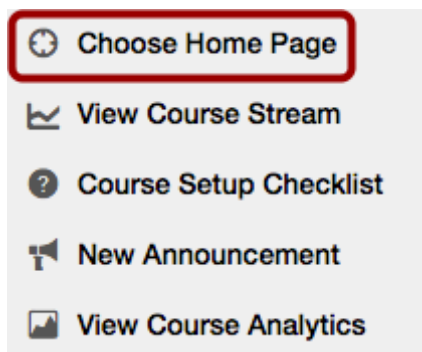 Choose Home Page
View Course Stream
Course Setup Checklist
New Announcement
View Course Analytics